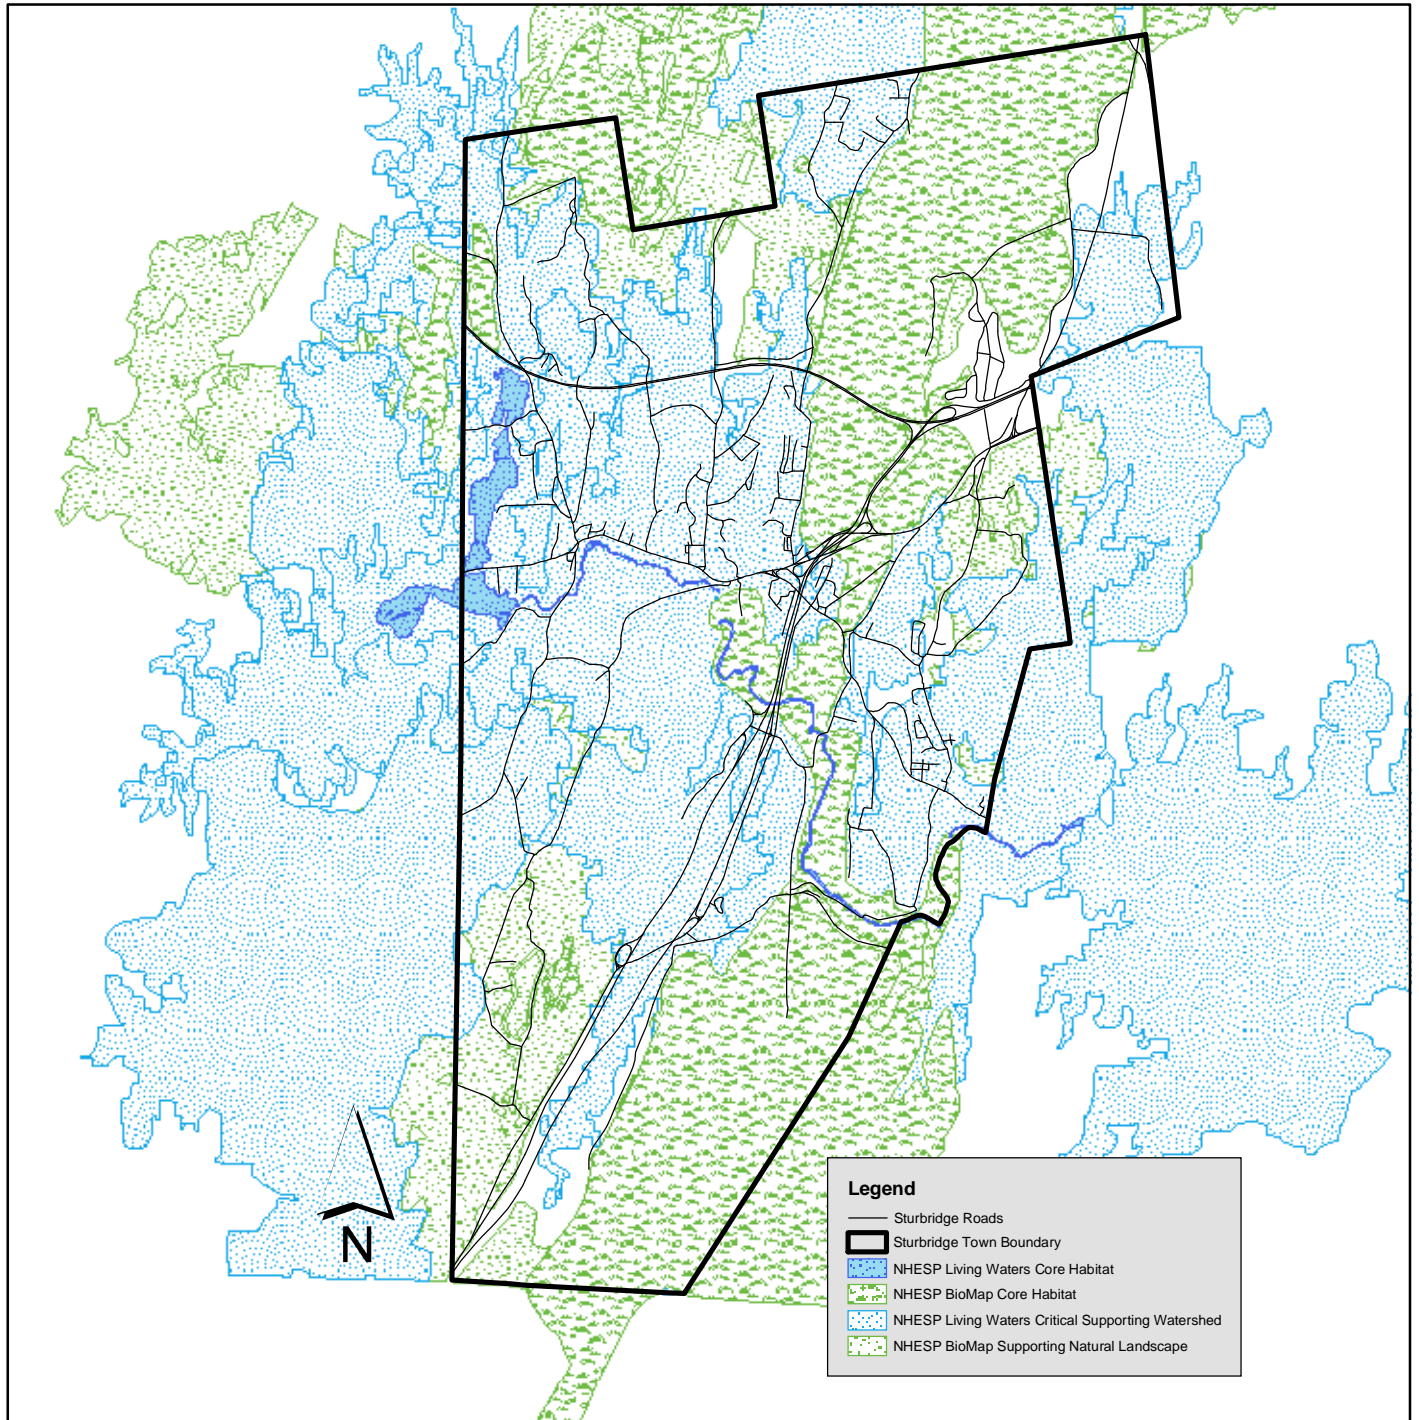 N
Legend
Sturbridge Roads
Sturbridge Town Boundary
NHESP Living Waters Core Habitat
NHESP BioMap Core Habitat
NHESP Living Waters Critical Supporting Watershed
NHESP BioMap Supporting Natural Landscape